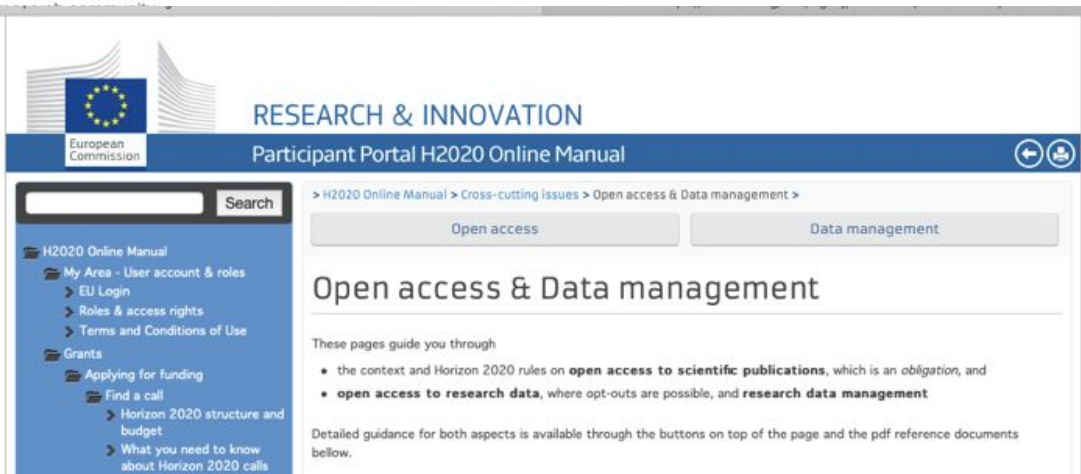 RESEARCH & INNOVATION
European
Commission
Participant Portal H2020 Online Manual
Search
> H2020 Online Manual > Cross-cutting issues > Open access & Data management >
Open access
Data management
H2020 Online Manual
My Area - User account & roles
EU Login
Roles & access rights
Terms and Conditions of Use
Grants
Applying for funding
Find a call
Horizon 2020 structure and
budget
What you need to know
about Horizon 2020 calls
Open access & Data management
These pages guide you through
• the context and Horizon 2020 rules on open access to scientific publications, which is an obligation, and
• open access to research data, where opt-outs are possible, and research data management
Detailed guidance for both aspects is available through the buttons on top of the page and the pdf reference documents
bellow.